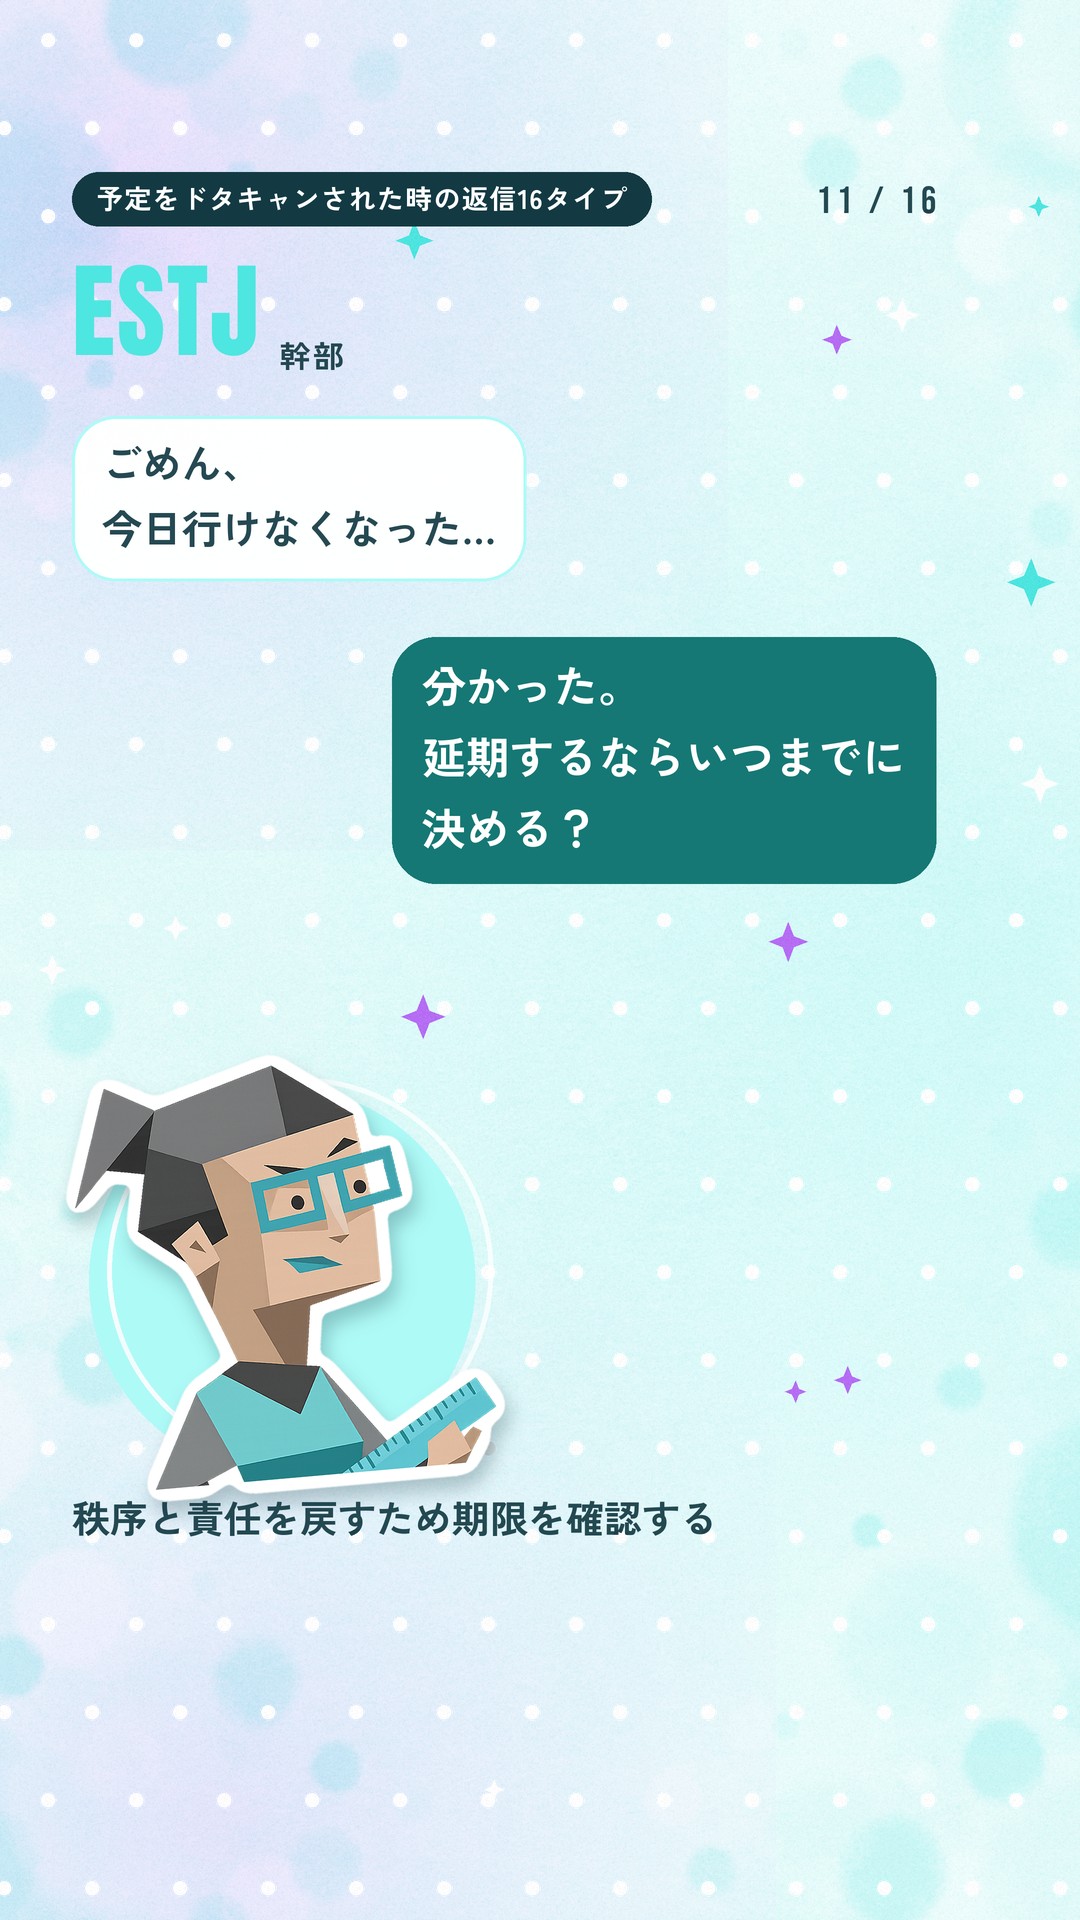 予定をドタキャンされた時の返信16タイプ
11 / 16
ESTJ
幹部
ごめん、
今日行けなくなった…
分かった。
延期するならいつまでに
決める？
秩序と責任を戻すため期限を確認する